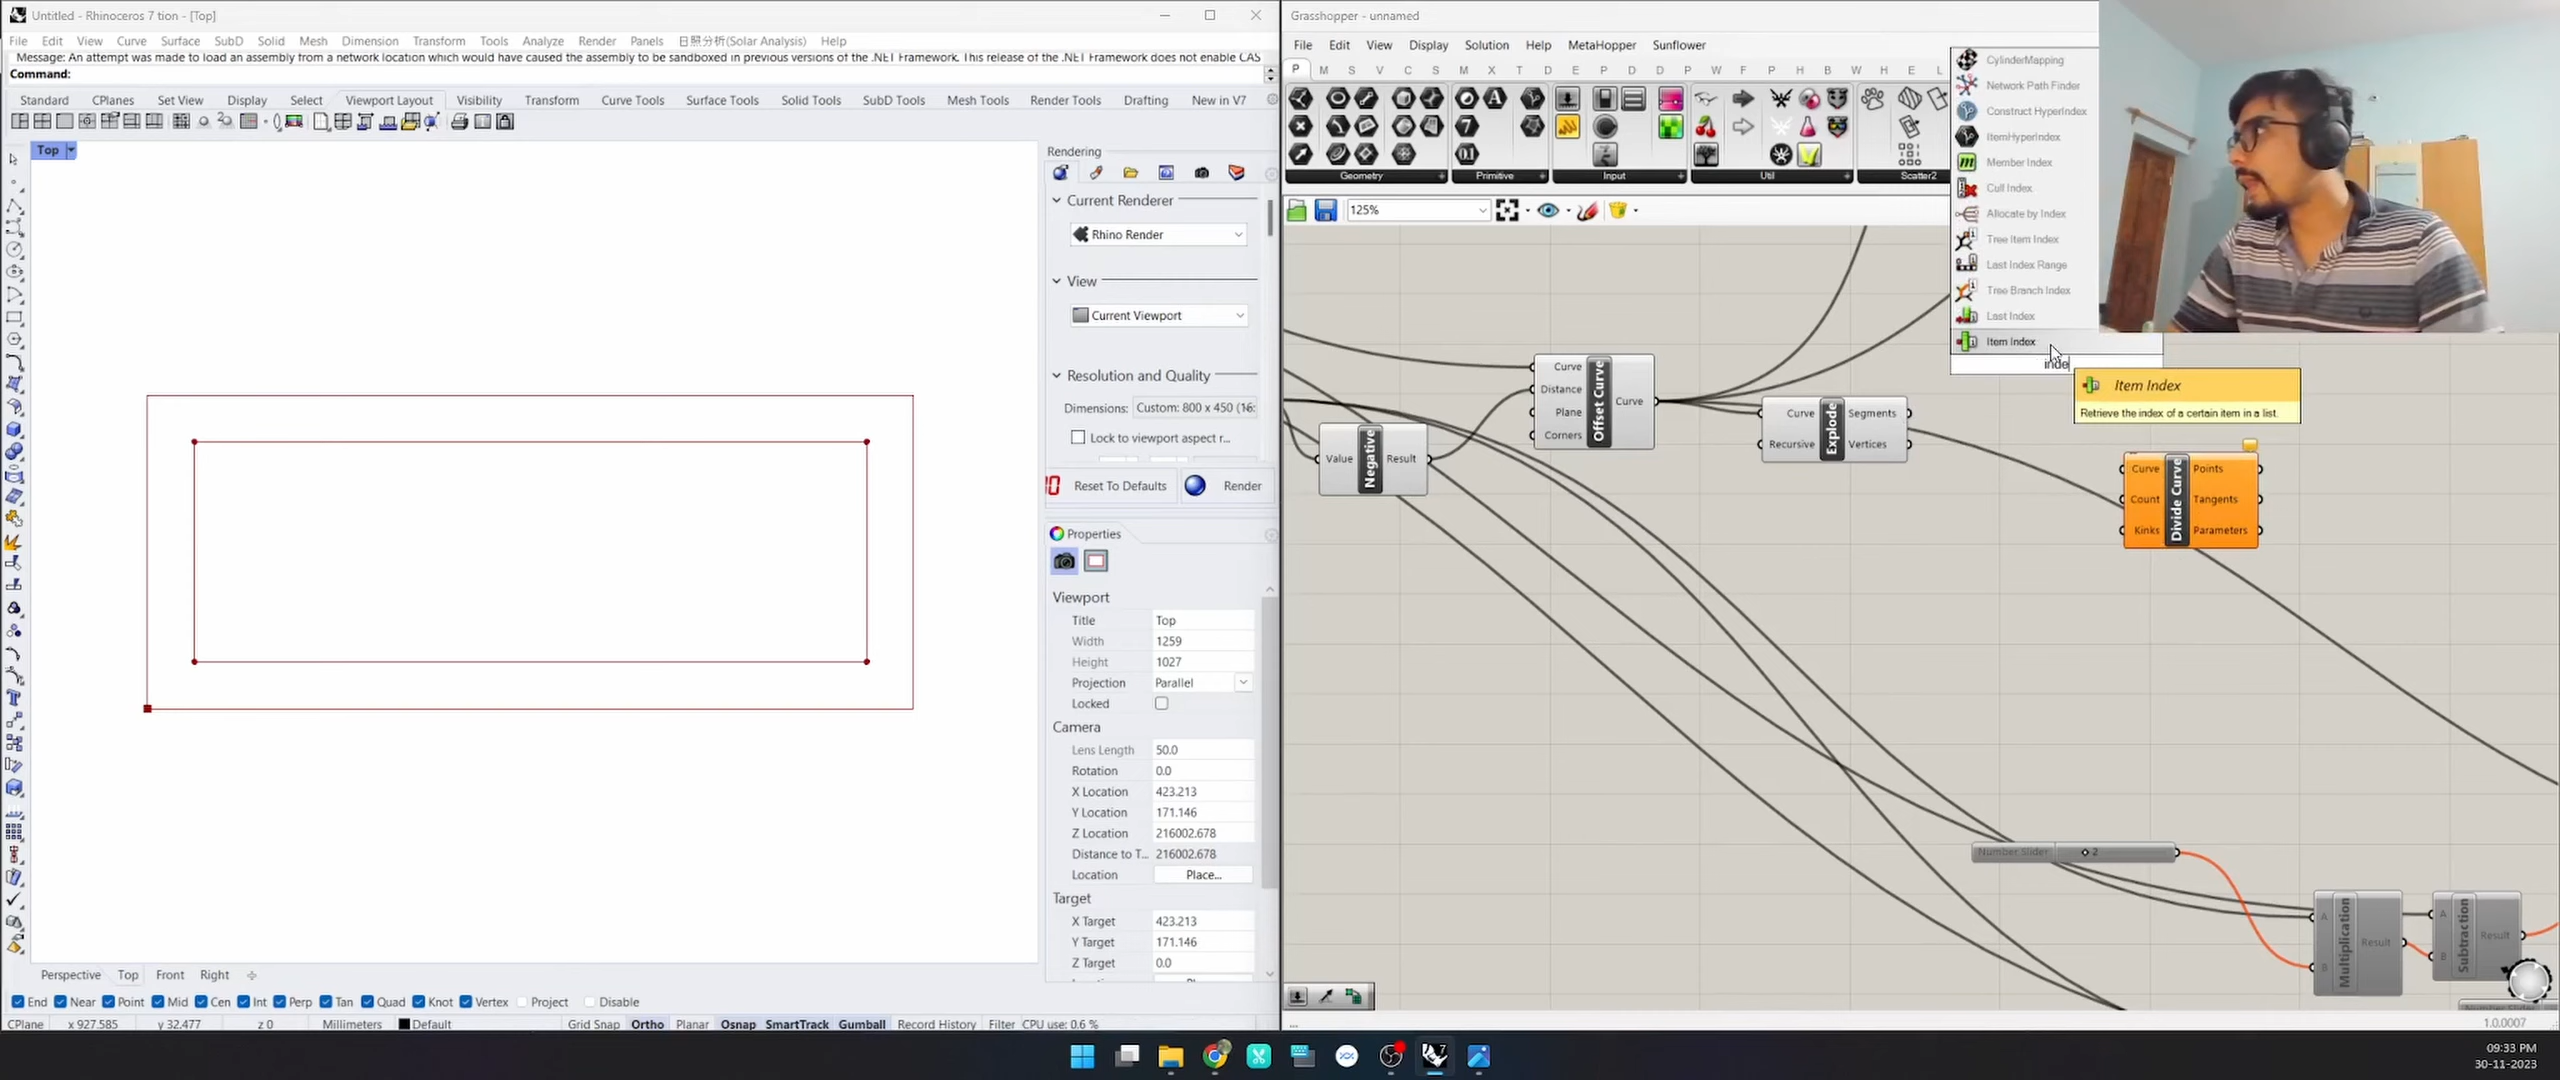 Untitled - Rhinoceros 7 tion - [Top]
File Edit View Curve Surface SubD Solid Mesh Dimension Transform Tools Analyze Render Panels 日照分析(Solar Analysis) Help
Message: An attempt was made to load an assembly from a network location which would have caused the assembly to be sandboxed in previous versions of the .NET Framework. This release of the .NET Framework does not enable CAS
Command:
Standard CPlanes Set View Display Select Viewport Layout Visibility Transform Curve Tools Surface Tools Solid Tools SubD Tools Mesh Tools Render Tools Drafting New in V7
Top
Rendering
Current Renderer
Rhino Render
View
Current Viewport
Resolution and Quality
Dimensions: Custom: 800 x 450 (16:
Lock to viewport aspect r...
Reset To Defaults Render
Properties
Viewport
Title Top
Width 1259
Height 1027
Projection Parallel
Locked
Camera
Lens Length 50.0
Rotation 0.0
X Location 423.213
Y Location 171.146
Z Location 216002.678
Distance to T... 216002.678
Location Place...
Target
X Target 423.213
Y Target 171.146
Z Target 0.0
Perspective Top Front Right
End Near Point Mid Cen Int Perp Tan Quad Knot Vertex Project Disable
CPlane x 927.585 y 32.477 z 0 Millimeters Default Grid Snap Ortho Planar Osnap SmartTrack Gumball Record History Filter CPU use: 0.6 %
Grasshopper - unnamed
File Edit View Display Solution Help MetaHopper Sunflower
P M S V C S M X T D E P D D P W F P H B W H E L
Geometry Primitive Input Util Scatter2
125%
CylinderMapping
Network Path Finder
Construct HyperIndex
ItemHyperIndex
Member Index
Cull Index
Allocate by Index
Tree Item Index
Last Index Range
Tree Branch Index
Last Index
Item Index
inde
Item Index
Retrieve the index of a certain item in a list.
Curve
Distance
Plane
Corners
Offset Curve
Curve
Value
Negative
Result
Curve
Recursive
Explode
Segments
Vertices
Curve
Count
Kinks
Divide Curve
Points
Tangents
Parameters
Number Slider 2
A
B
Multiplication
Result
A
B
Subtraction
Result
1.0.0007
09:33 PM
30-11-2023